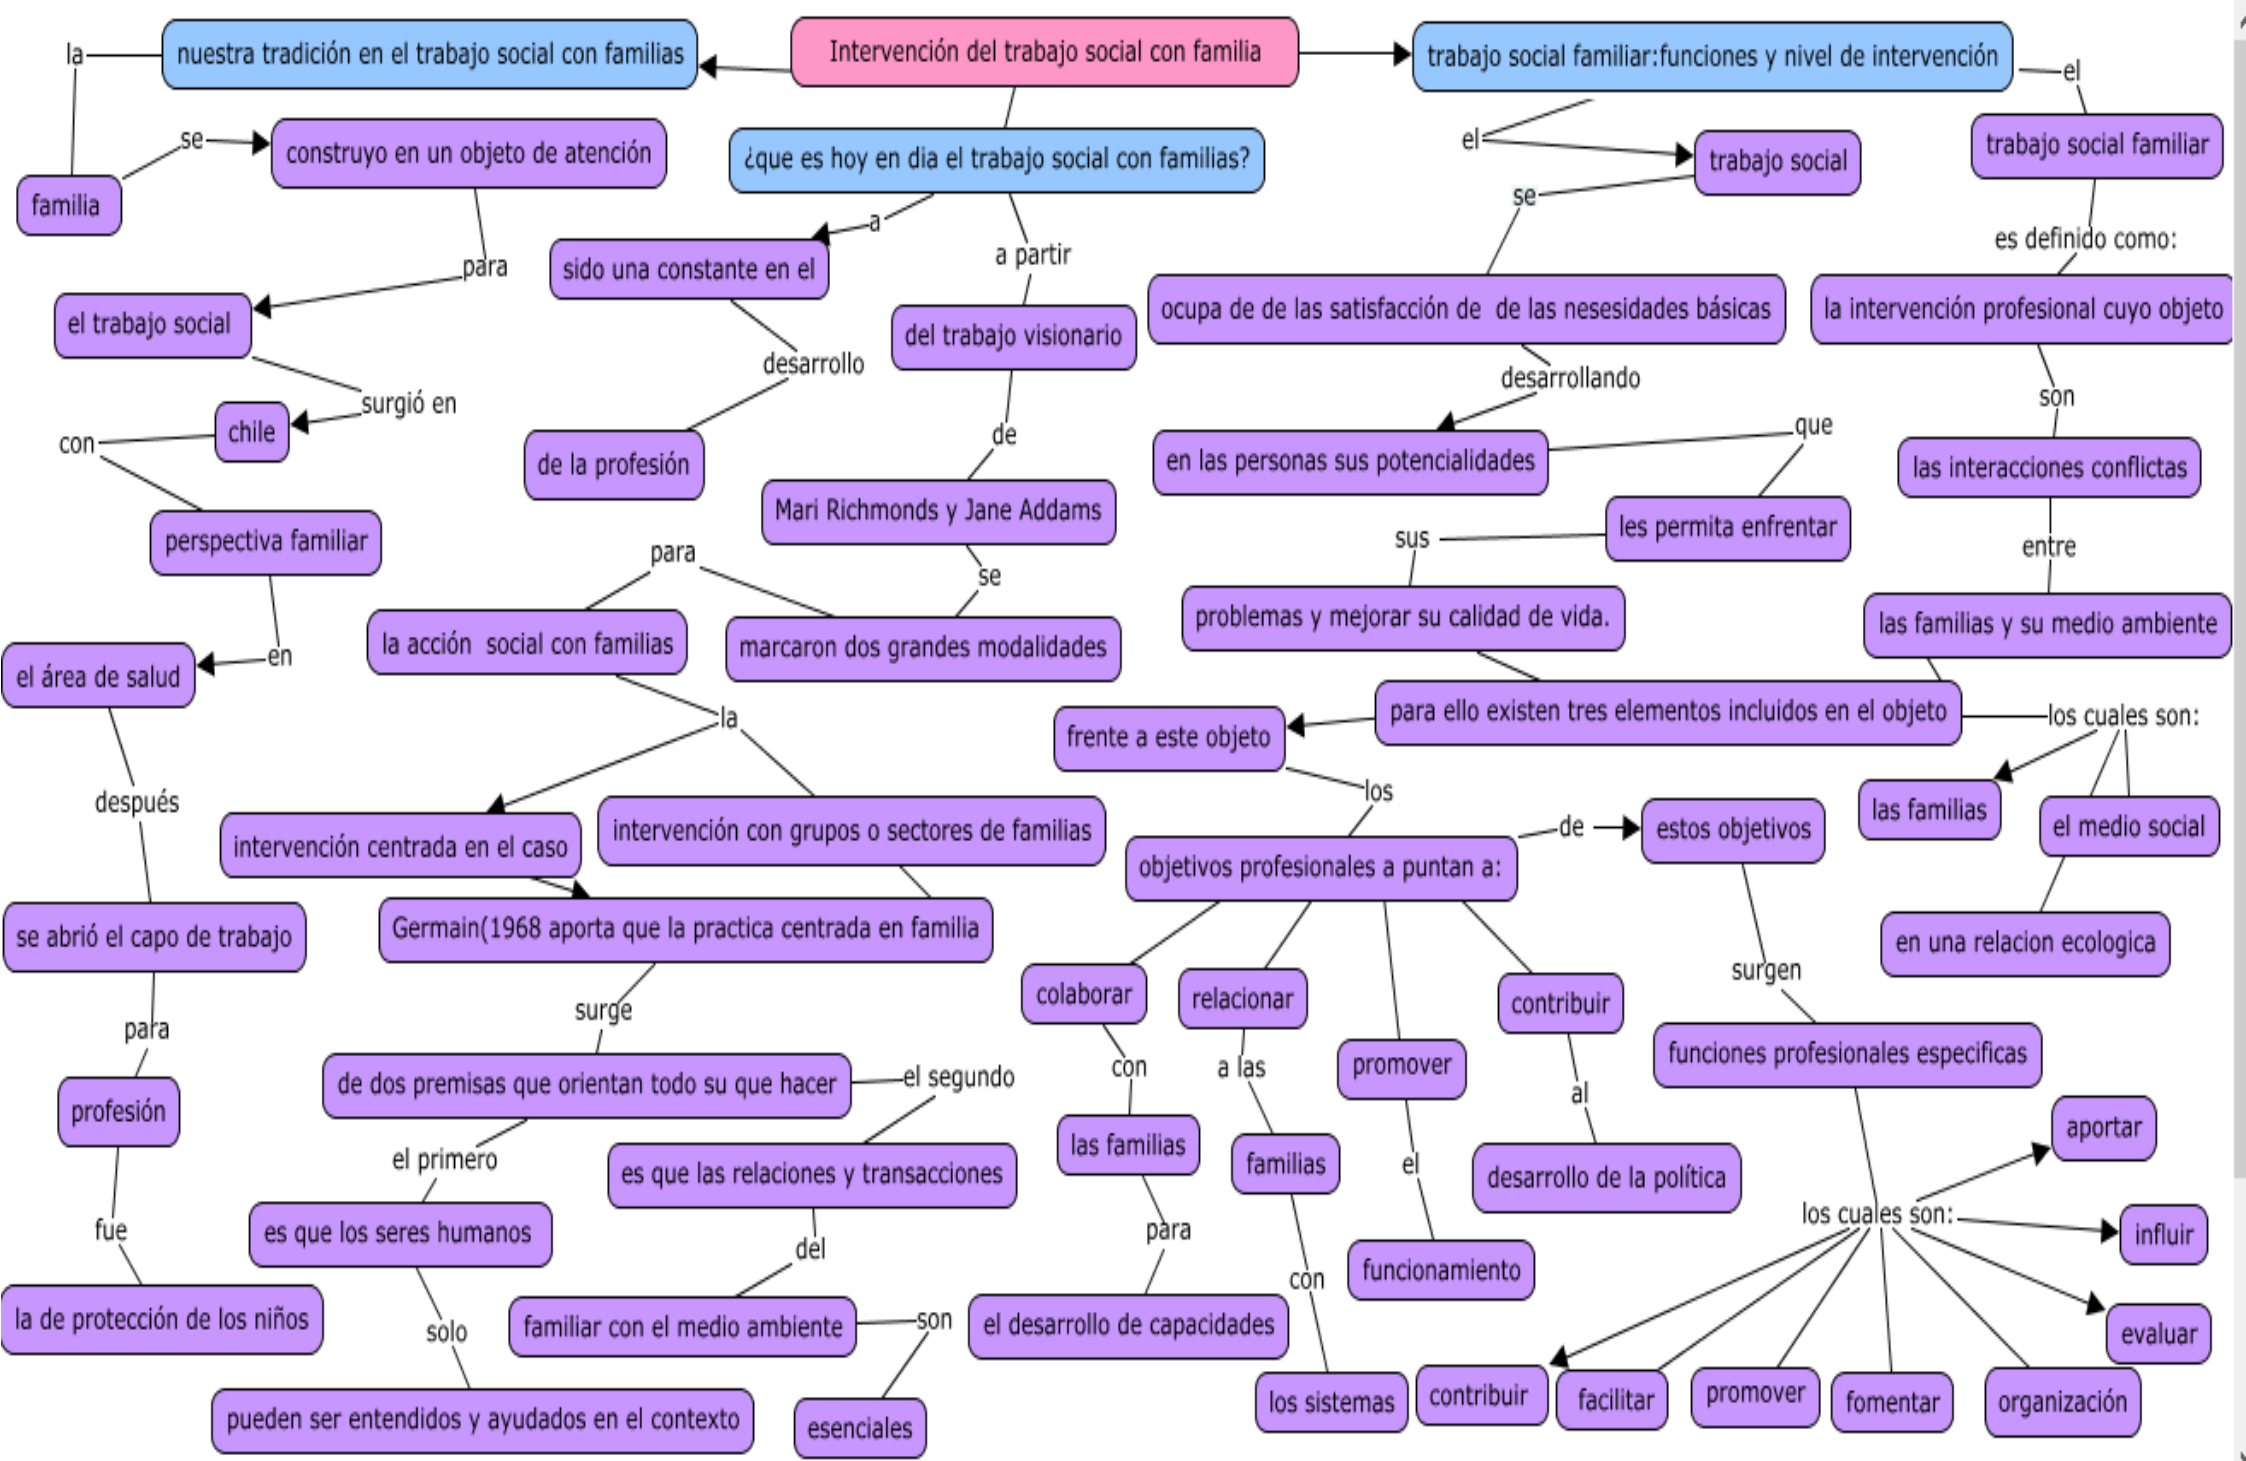 nuestra tradición en el trabajo social con familias
Intervención del trabajo social con familia
trabajo social familiar:funciones y nivel de intervención
la
el
se
construyo en un objeto de atención
¿que es hoy en dia el trabajo social con familias?
el
trabajo social
trabajo social familiar
familia
a
se
a partir
es definido como:
para
sido una constante en el
el trabajo social
del trabajo visionario
ocupa de de las satisfacción de  de las nesesidades básicas
la intervención profesional cuyo objeto
desarrollo
desarrollando
surgió en
son
chile
con
de la profesión
de
en las personas sus potencialidades
que
las interacciones conflictas
Mari Richmonds y Jane Addams
perspectiva familiar
para
se
sus
les permita enfrentar
entre
la acción  social con familias
marcaron dos grandes modalidades
problemas y mejorar su calidad de vida.
las familias y su medio ambiente
en
el área de salud
la
frente a este objeto
para ello existen tres elementos incluidos en el objeto
los cuales son:
después
los
intervención centrada en el caso
intervención con grupos o sectores de familias
de
estos objetivos
las familias
el medio social
objetivos profesionales a puntan a:
se abrió el capo de trabajo
Germain(1968 aporta que la practica centrada en familia
en una relacion ecologica
surgen
colaborar
relacionar
contribuir
para
surge
con
a las
promover
funciones profesionales especificas
de dos premisas que orientan todo su que hacer
el segundo
al
profesión
aportar
las familias
familias
el
desarrollo de la política
el primero
es que las relaciones y transacciones
fue
es que los seres humanos
del
para
los cuales son:
influir
con
funcionamiento
la de protección de los niños
solo
familiar con el medio ambiente
son
el desarrollo de capacidades
evaluar
pueden ser entendidos y ayudados en el contexto
esenciales
los sistemas
contribuir
facilitar
promover
fomentar
organización